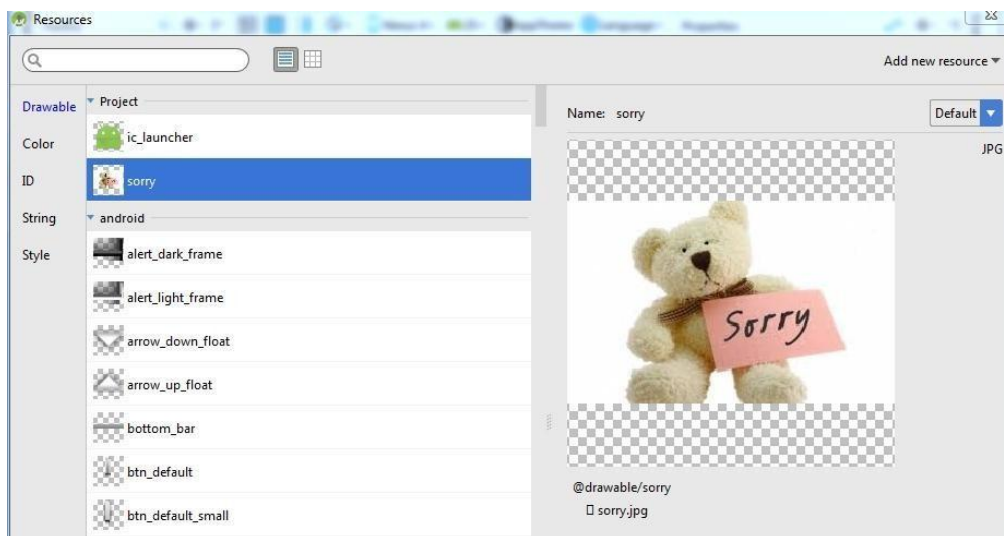 Resources
Add new resource
Drawable
Color
ID
String
Style
Project
ic_launcher
sorry
android
alert_dark_frame
alert_light_frame
arrow_down_float
arrow_up_float
bottom_bar
btn_default
btn_default_small
Name: sorry
Default
JPG
Sorry
@drawable/sorry
sorry.jpg